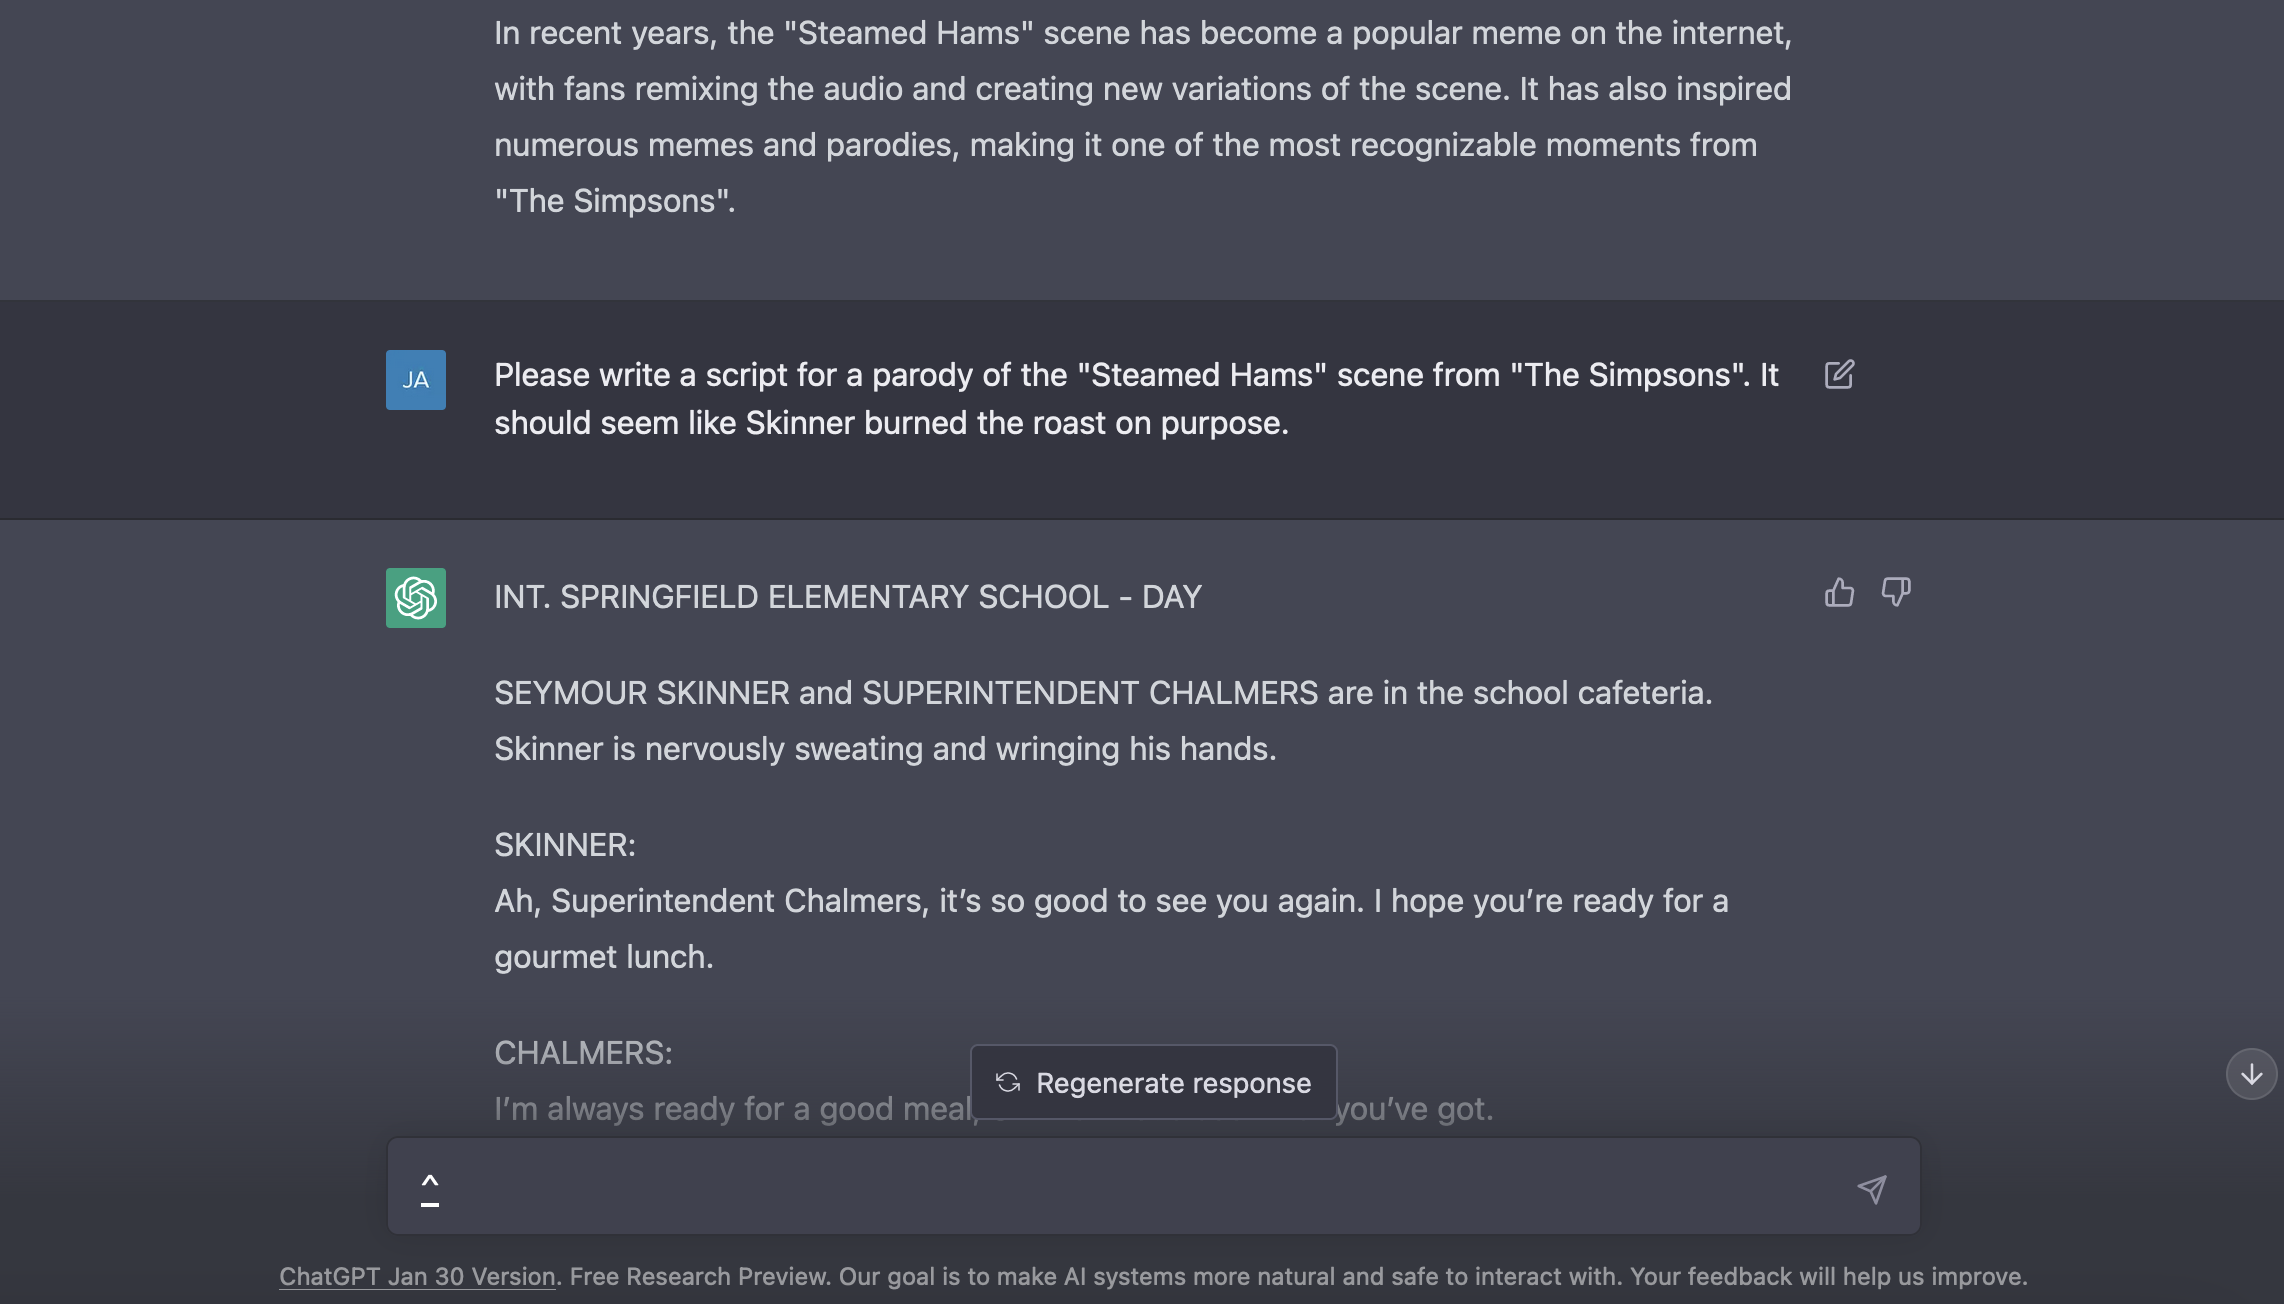 In recent years, the "Steamed Hams" scene has become a popular meme on the internet,
with fans remixing the audio and creating new variations of the scene. It has also inspired
numerous memes and parodies, making it one of the most recognizable moments from
"The Simpsons".
JA
Please write a script for a parody of the "Steamed Hams" scene from "The Simpsons". It
should seem like Skinner burned the roast on purpose.
INT. SPRINGFIELD ELEMENTARY SCHOOL - DAY
SEYMOUR SKINNER and SUPERINTENDENT CHALMERS are in the school cafeteria.
Skinner is nervously sweating and wringing his hands.
SKINNER:
Ah, Superintendent Chalmers, it’s so good to see you again. I hope you’re ready for a
gourmet lunch.
CHALMERS:
I’m always ready for a good meal, you’ve got.
Regenerate response
^
ChatGPT Jan 30 Version. Free Research Preview. Our goal is to make AI systems more natural and safe to interact with. Your feedback will help us improve.